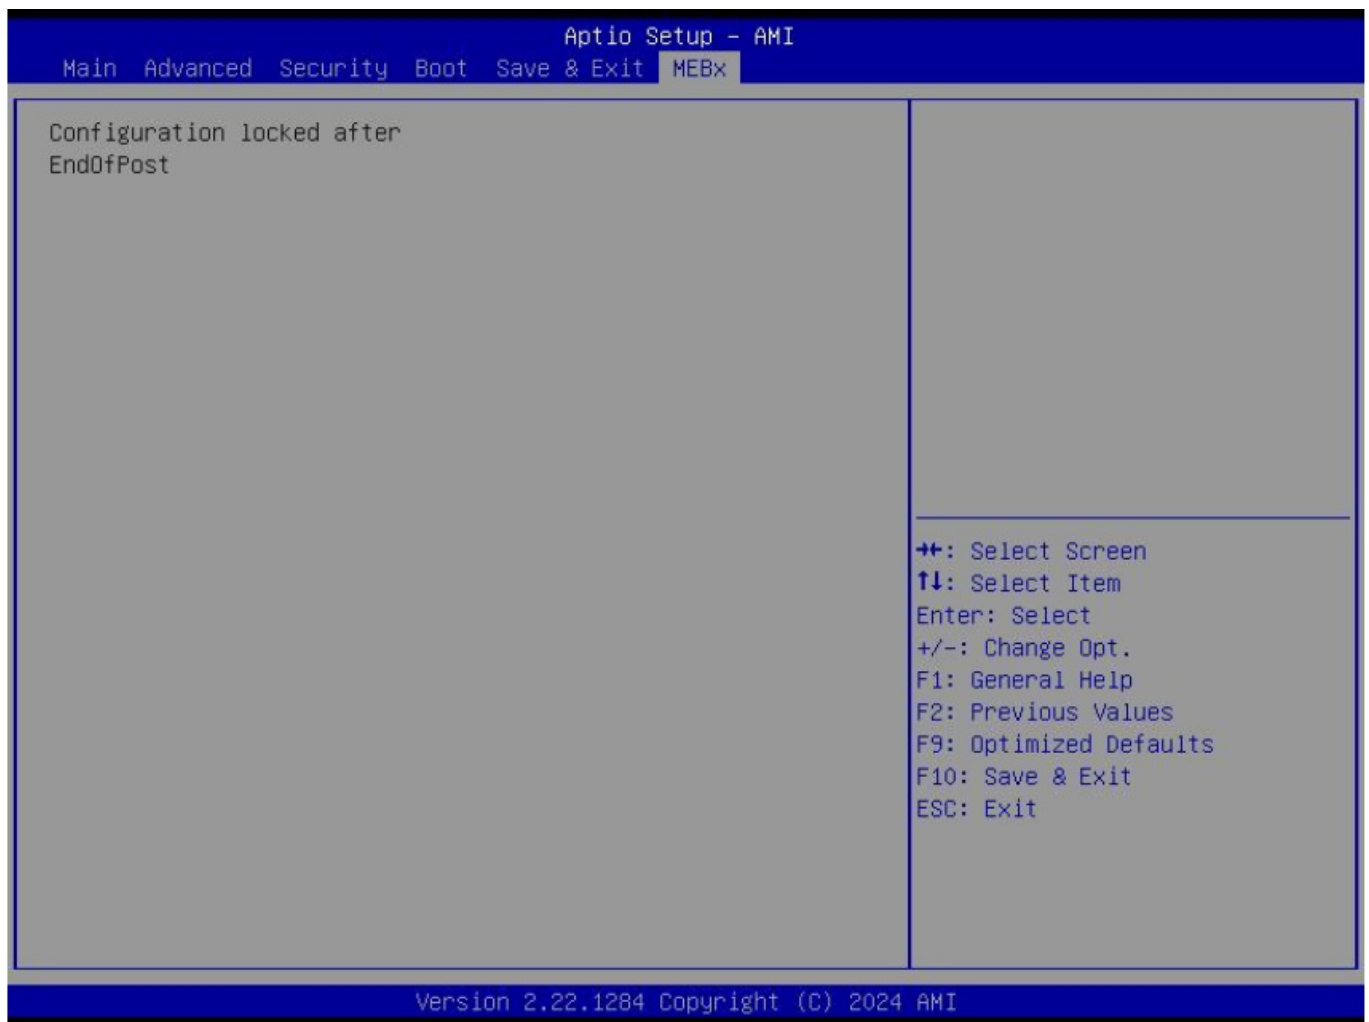 Aptio Setup – AMI
Main Advanced Security Boot Save & Exit MEBx
Configuration locked after
EndOfPost
→←: Select Screen
↑↓: Select Item
Enter: Select
+/-: Change Opt.
F1: General Help
F2: Previous Values
F9: Optimized Defaults
F10: Save & Exit
ESC: Exit
Version 2.22.1284 Copyright (C) 2024 AMI